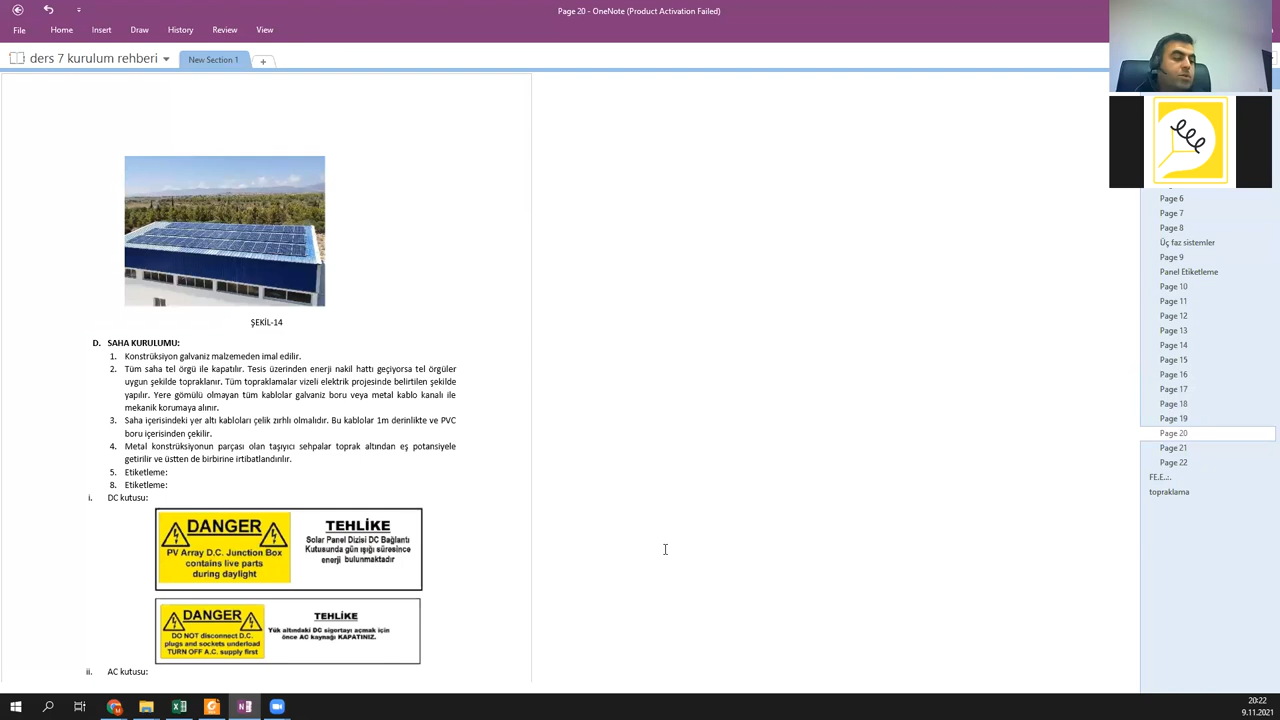 Page 20 - OneNote (Product Activation Failed)
File Home Insert Draw History Review View
ders 7 kurulum rehberi
New Section 1
ŞEKİL-14
D. SAHA KURULUMU:
1. Konstrüksiyon galvaniz malzemeden imal edilir.
2. Tüm saha tel örgü ile kapatılır. Tesis üzerinden enerji nakil hattı geçiyorsa tel örgüler
uygun şekilde topraklanır. Tüm topraklamalar vizeli elektrik projesinde belirtilen şekilde
yapılır. Yere gömülü olmayan tüm kablolar galvaniz boru veya metal kablo kanalı ile
mekanik korumaya alınır.
3. Saha içerisindeki yer altı kabloları çelik zırhlı olmalıdır. Bu kablolar 1m derinlikte ve PVC
boru içerisinden çekilir.
4. Metal konstrüksiyonun parçası olan taşıyıcı sehpalar toprak altından eş potansiyele
getirilir ve üstten de birbirine irtibatlandırılır.
5. Etiketleme:
8. Etiketleme:
i. DC kutusu:
DANGER
PV Array D.C. Junction Box
contains live parts
during daylight
TEHLİKE
Solar Panel Dizisi DC Bağlantı
Kutusunda gün ışığı süresince
enerji bulunmaktadır
DANGER
DO NOT disconnect D.C.
plugs and sockets underload
TURN OFF A.C. supply first
TEHLİKE
Yük altındaki DC sigortayı açmak için
önce AC kaynağı KAPATINIZ.
ii. AC kutusu:
Page 6
Page 7
Page 8
Üç faz sistemler
Page 9
Panel Etiketleme
Page 10
Page 11
Page 12
Page 13
Page 14
Page 15
Page 16
Page 17
Page 18
Page 19
Page 20
Page 21
Page 22
FE.E..:.
topraklama
20:22
9.11.2021